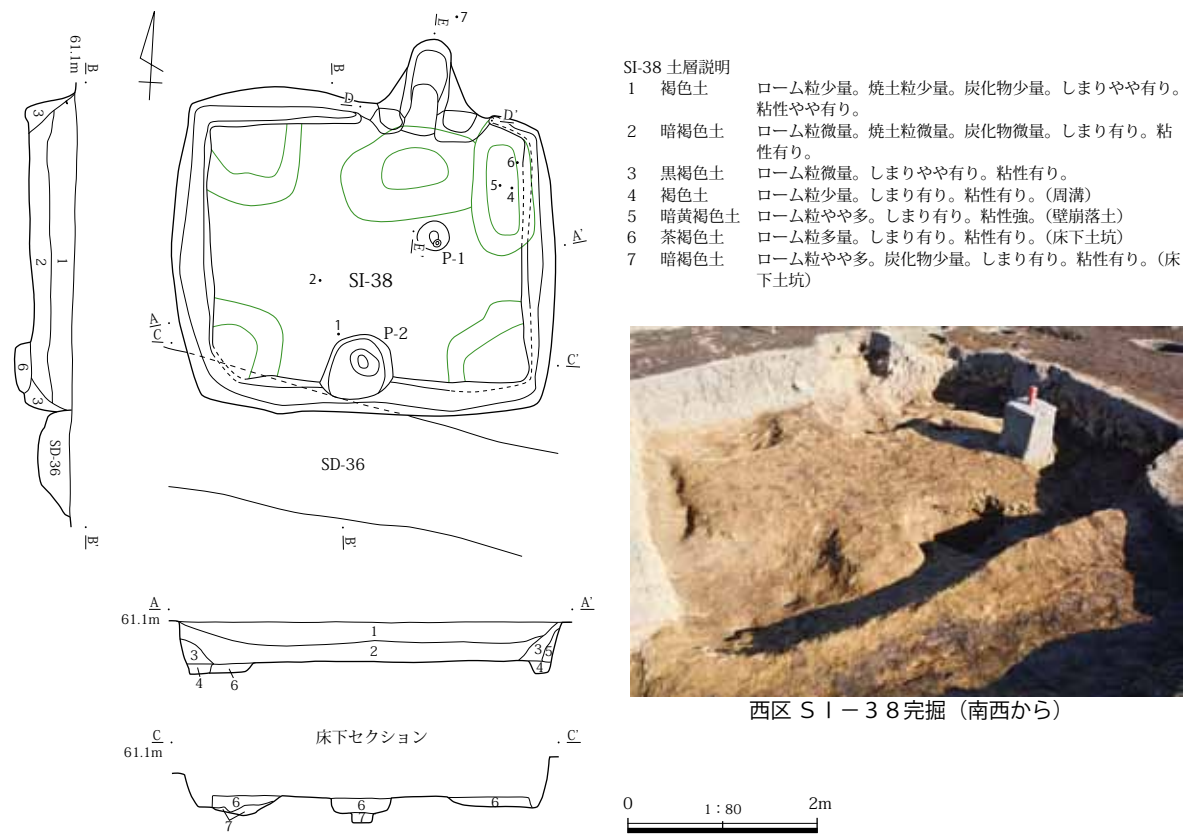 61.1m
B
B
E
7
D
D'
3
6
5
4
A'
E'
P-1
2
1
2
SI-38
A
C
1
P-2
C'
6
3
SD-36
SD-36
B'
B'
A
61.1m
A'
1
2
3
3
5
4
4
6
C
61.1m
床下セクション
C'
6
6
6
7
7
SI-38 土層説明
1 褐色土 ローム粒少量。焼土粒少量。炭化物少量。しまりやや有り。
粘性やや有り。
2 暗褐色土 ローム粒微量。焼土粒微量。炭化物微量。しまり有り。粘
性有り。
3 黒褐色土 ローム粒微量。しまりやや有り。粘性有り。
4 褐色土 ローム粒少量。しまり有り。粘性有り。（周溝）
5 暗黄褐色土 ローム粒やや多。しまり有り。粘性強。（壁崩落土）
6 茶褐色土 ローム粒多量。しまり有り。粘性有り。（床下土坑）
7 暗褐色土 ローム粒やや多。炭化物少量。しまり有り。粘性有り。（床
下土坑）
西区 ＳＩ－３８完掘（南西から）
0 1：80 2m